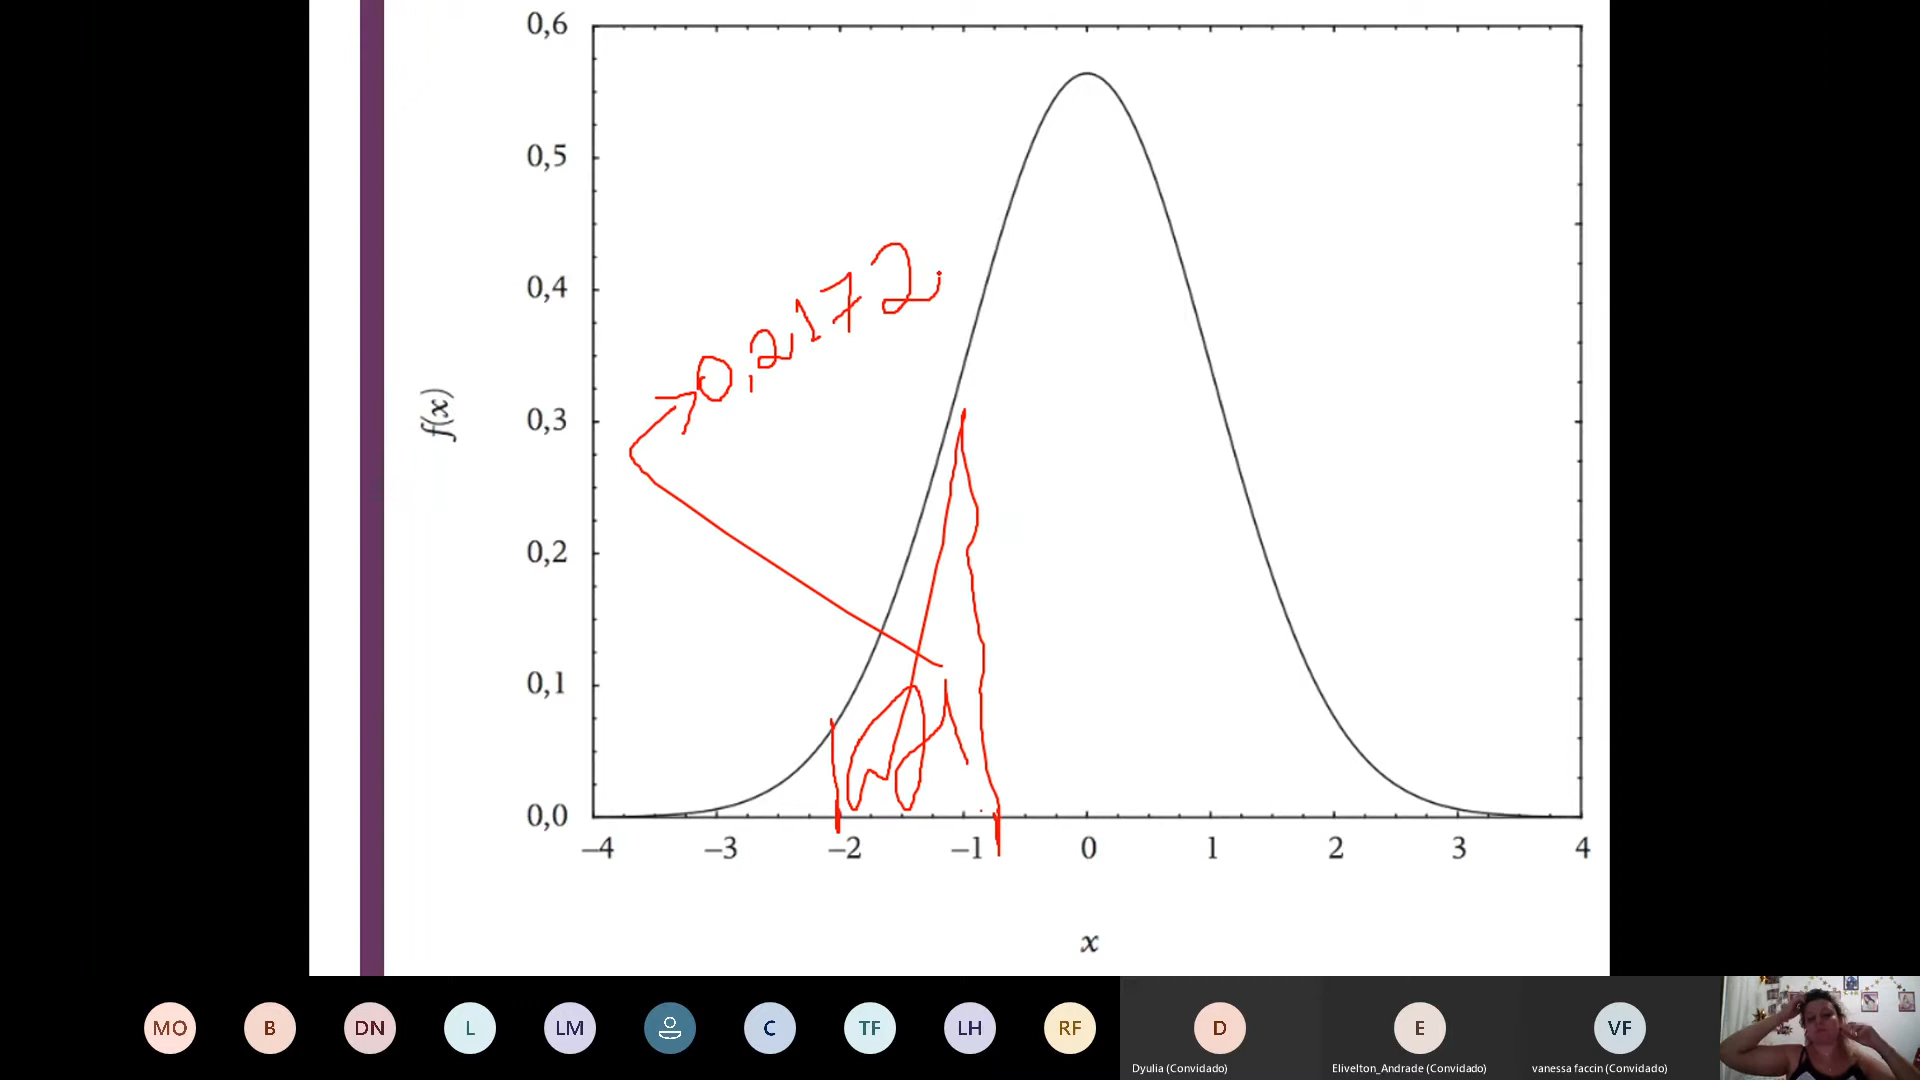 0,6
0,5
0,4
0,3
0,2
0,1
0,0
f(x)
0,2172
–4 –3 –2 –1 0 1 2 3 4
x
MO B DN L LM C TF LH RF D E VF
Dyulia (Convidado) Elivelton_Andrade (Convidado) vanessa faccin (Convidado)